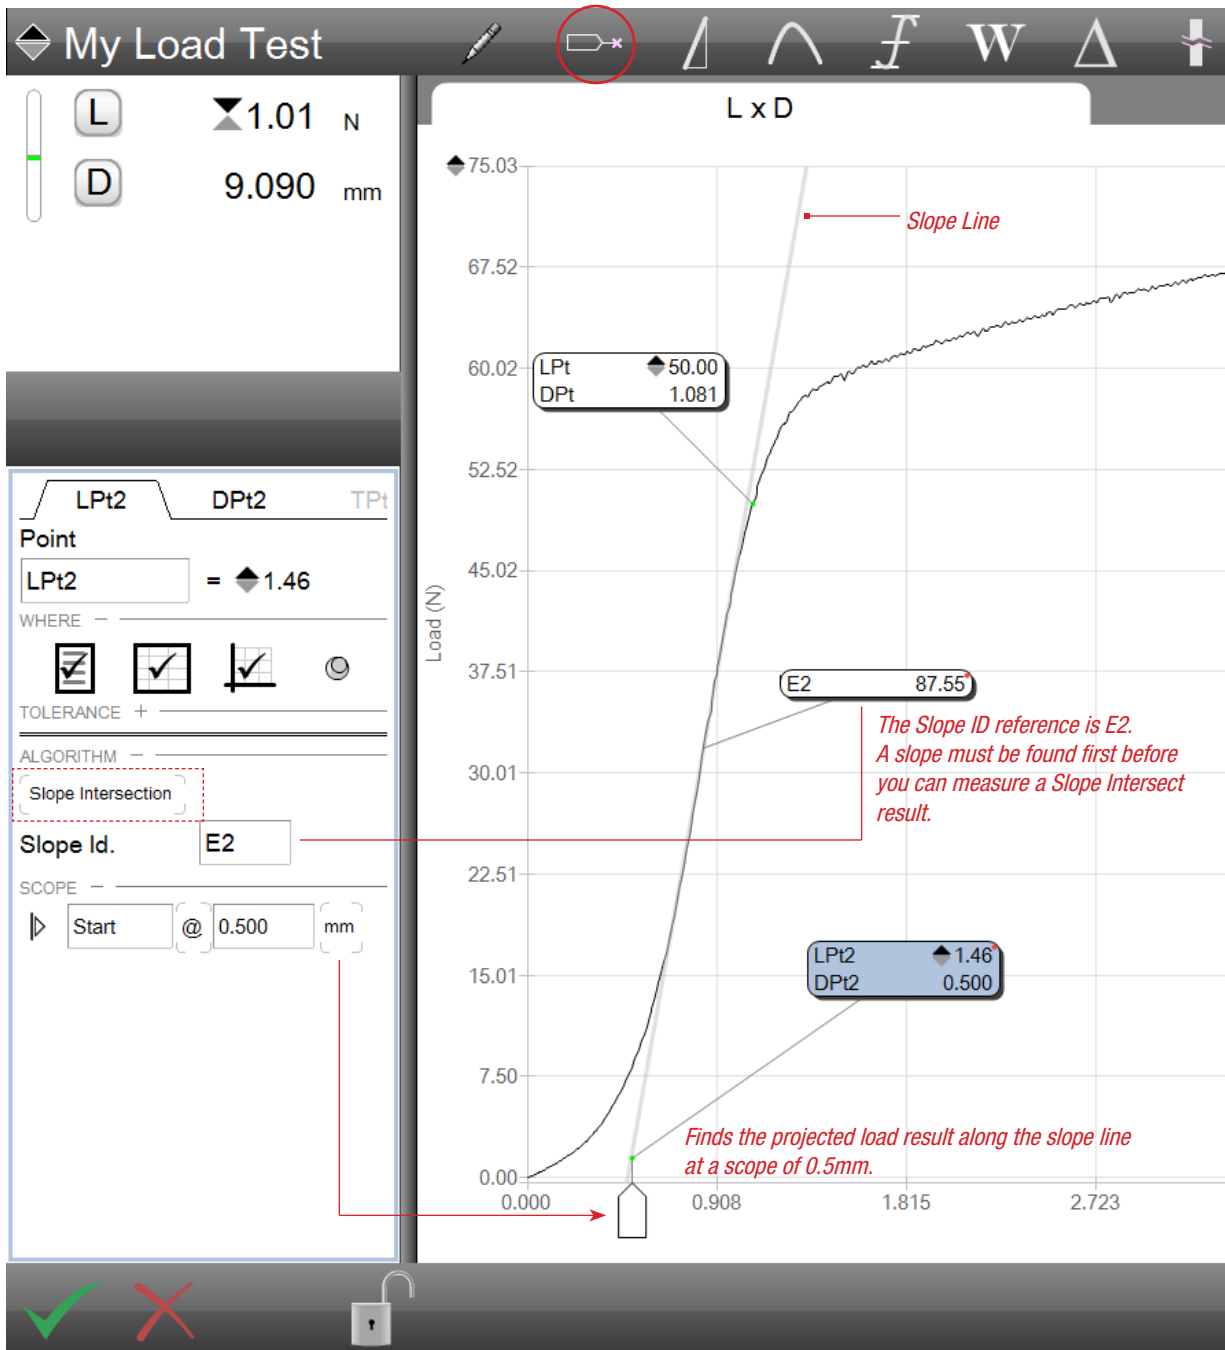 My Load Test
W
L 1.01 N
D 9.090 mm
L x D
75.03
67.52
60.02
52.52
45.02
37.51
30.01
22.51
15.01
7.50
0.00
Load (N)
0.000 0.908 1.815 2.723
Slope Line
LPt 50.00
DPt 1.081
E2 87.55
The Slope ID reference is E2.
A slope must be found first before
you can measure a Slope Intersect
result.
LPt2 1.46
DPt2 0.500
Finds the projected load result along the slope line
at a scope of 0.5mm.
LPt2 DPt2 TPt
Point
LPt2 = 1.46
WHERE −
TOLERANCE +
ALGORITHM −
Slope Intersection
Slope Id. E2
SCOPE −
Start @ 0.500 mm